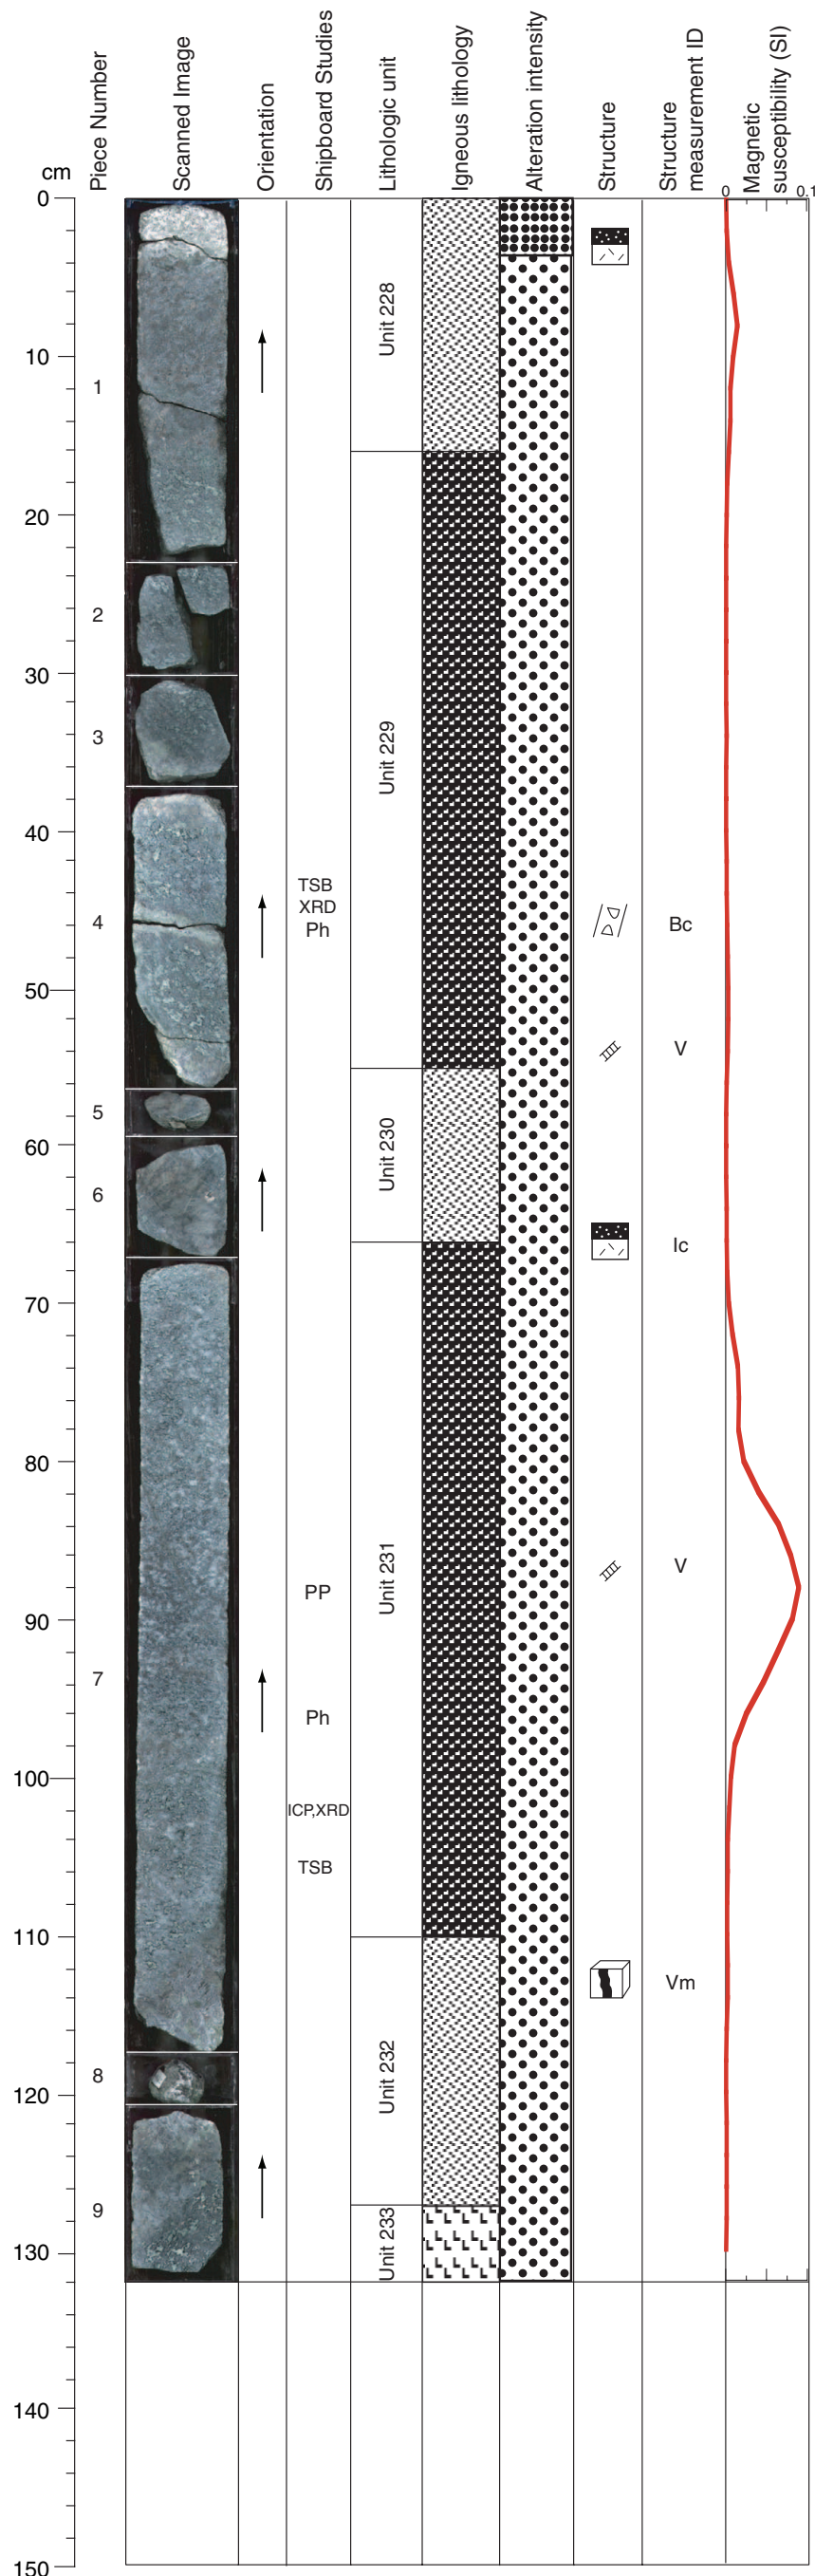 cm
Piece Number
Scanned Image
Orientation
Shipboard Studies
Lithologic unit
Igneous lithology
Alteration intensity
Structure
Structure
measurement ID
Magnetic
susceptibility (SI)
0 0.1
0
Unit 228
10
1
20
2
30
3
Unit 229
40
TSB
XRD
4 Ph Bc
50
V
5
60
Unit 230
6
Ic
70
80
Unit 231
V
PP
90
7
Ph
100
ICP,XRD
TSB
110
Vm
8
Unit 232
120
9
Unit 233
130
140
150